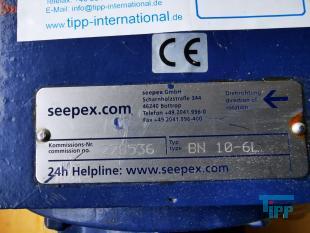 E-Mail: info@tipp-international.de
www.tipp-international.de
CE
seepex.com
seepex GmbH
Scharnholzstraße 344
46240 Bottrop
Telefon +49 2041.996-0
Fax +49 2041.996-400
Drehrichtung
direction of
rotation
Kommissions-Nr.
commission no.
Typ
type
BN 10-6L
24h Helpline: www.seepex.com
TIPP